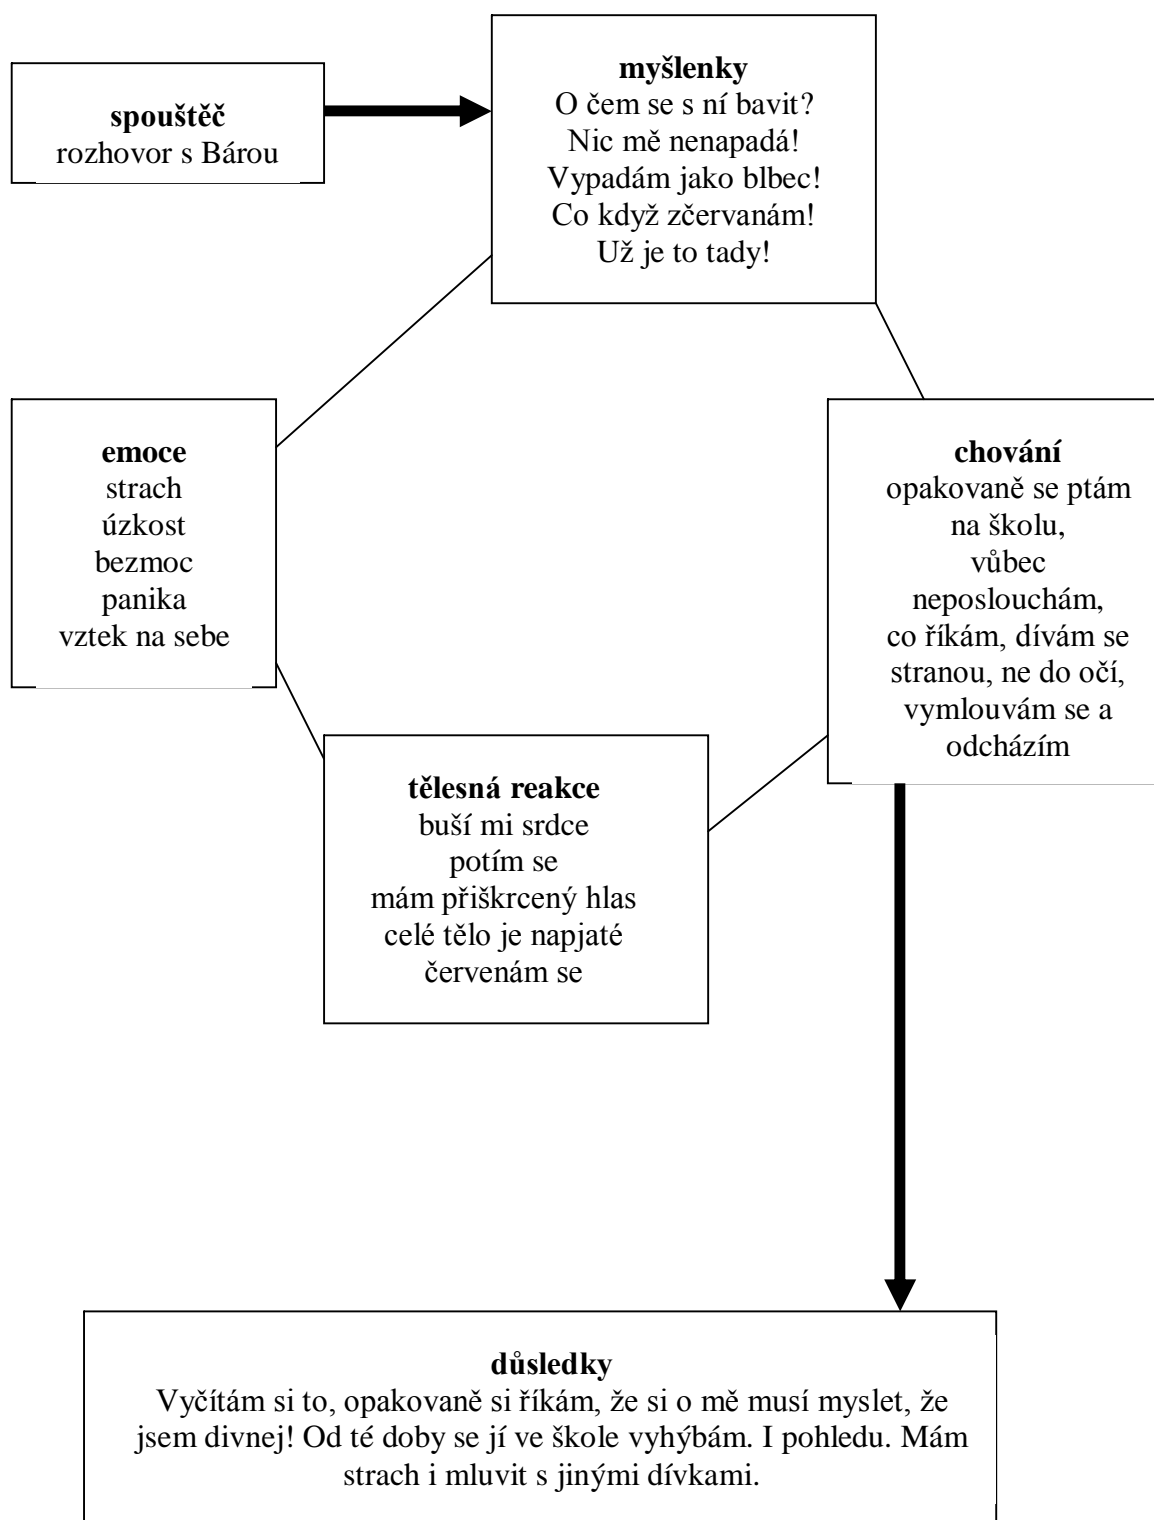 spouštěč
rozhovor s Bárou
myšlenky
O čem se s ní bavit?
Nic mě nenapadá!
Vypadám jako blbec!
Co když zčervanám!
Už je to tady!
emoce
strach
úzkost
bezmoc
panika
vztek na sebe
chování
opakovaně se ptám
na školu,
vůbec
neposlouchám,
co říkám, dívám se
stranou, ne do očí,
vymlouvám se a
odcházím
tělesná reakce
buší mi srdce
potím se
mám přiškrcený hlas
celé tělo je napjaté
červenám se
důsledky
Vyčítám si to, opakovaně si říkám, že si o mě musí myslet, že
jsem divnej! Od té doby se jí ve škole vyhýbám. I pohledu. Mám
strach i mluvit s jinými dívkami.